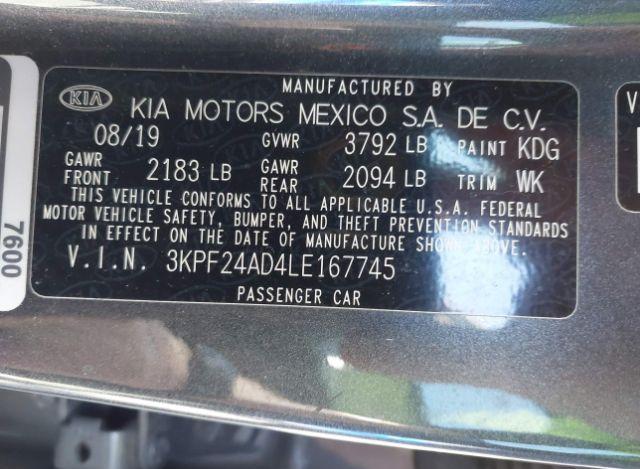 MANUFACTURED BY
KIA KIA MOTORS MEXICO S.A. DE C.V.
08/19 GVWR 3792 LB PAINT KDG
GAWR FRONT 2183 LB GAWR REAR 2094 LB TRIM WK
THIS VEHICLE CONFORMS TO ALL APPLICABLE U.S.A. FEDERAL
MOTOR VEHICLE SAFETY, BUMPER, AND THEFT PREVENTION STANDARDS
IN EFFECT ON THE DATE OF MANUFACTURE SHOWN ABOVE.
V.I.N. 3KPF24AD4LE167745
PASSENGER CAR
7600
V